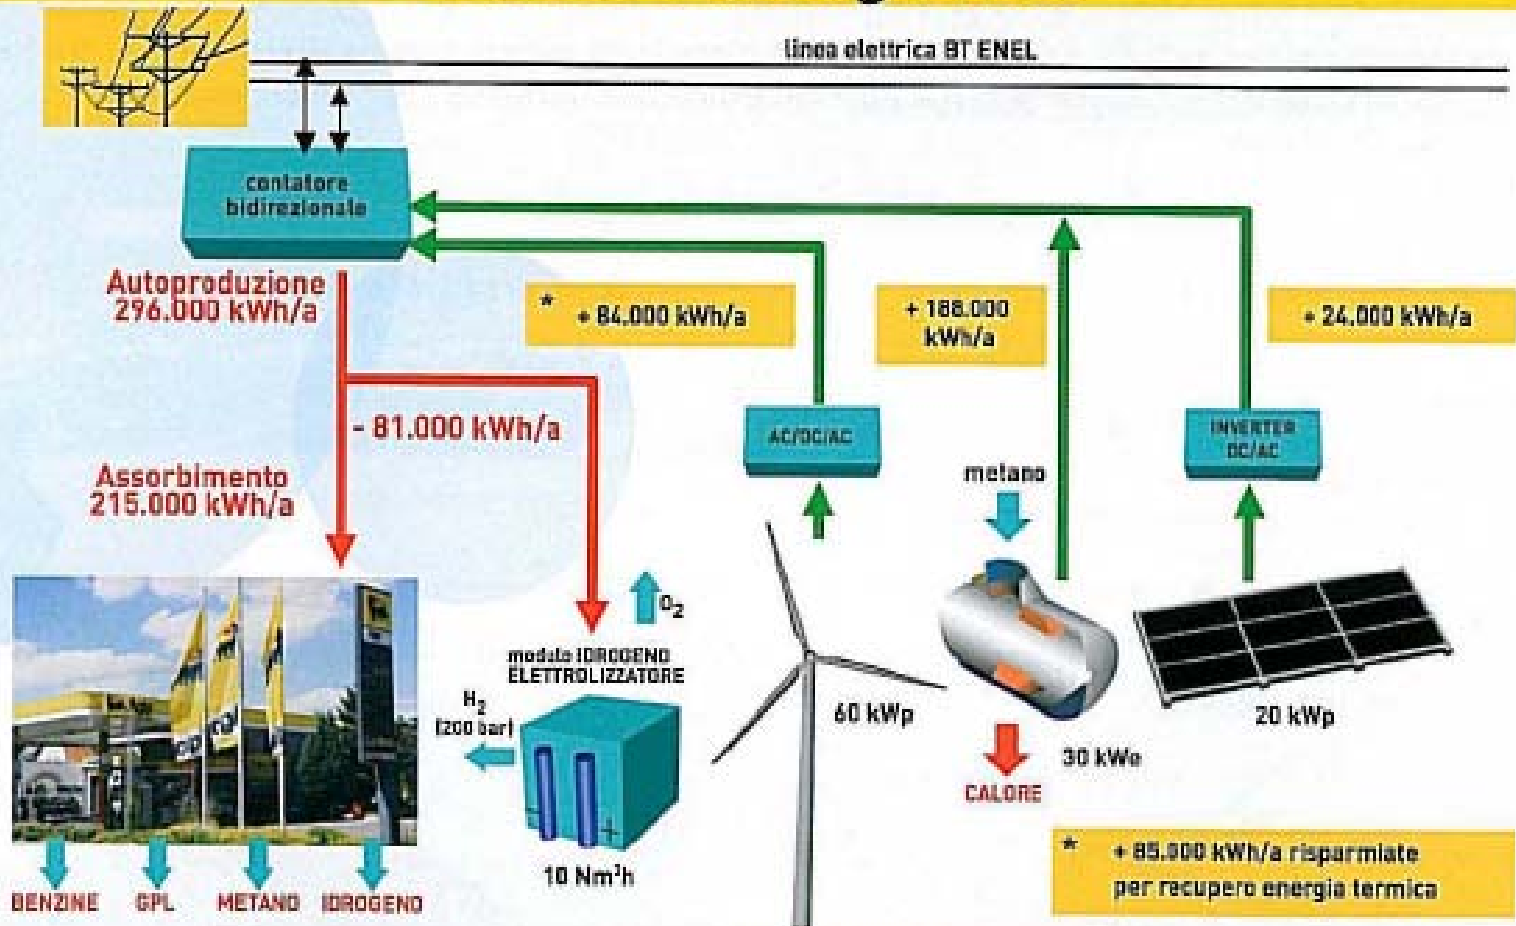 linea elettrica BT ENEL
contatore
bidirezionale
Autoproduzione
296.000 kWh/a
* + 84.000 kWh/a
+ 188.000
kWh/a
+ 24.000 kWh/a
- 81.000 kWh/a
AC/DC/AC
INVERTER
DC/AC
Assorbimento
215.000 kWh/a
metano
O2
modulo IDROGENO
ELETTROLIZZATORE
H2
(200 bar)
60 kWp
20 kWp
30 kWe
CALORE
- +
10 Nm³h
* + 85.000 kWh/a risparmiate
per recupero energia termica
BENZINE GPL METANO IDROGENO